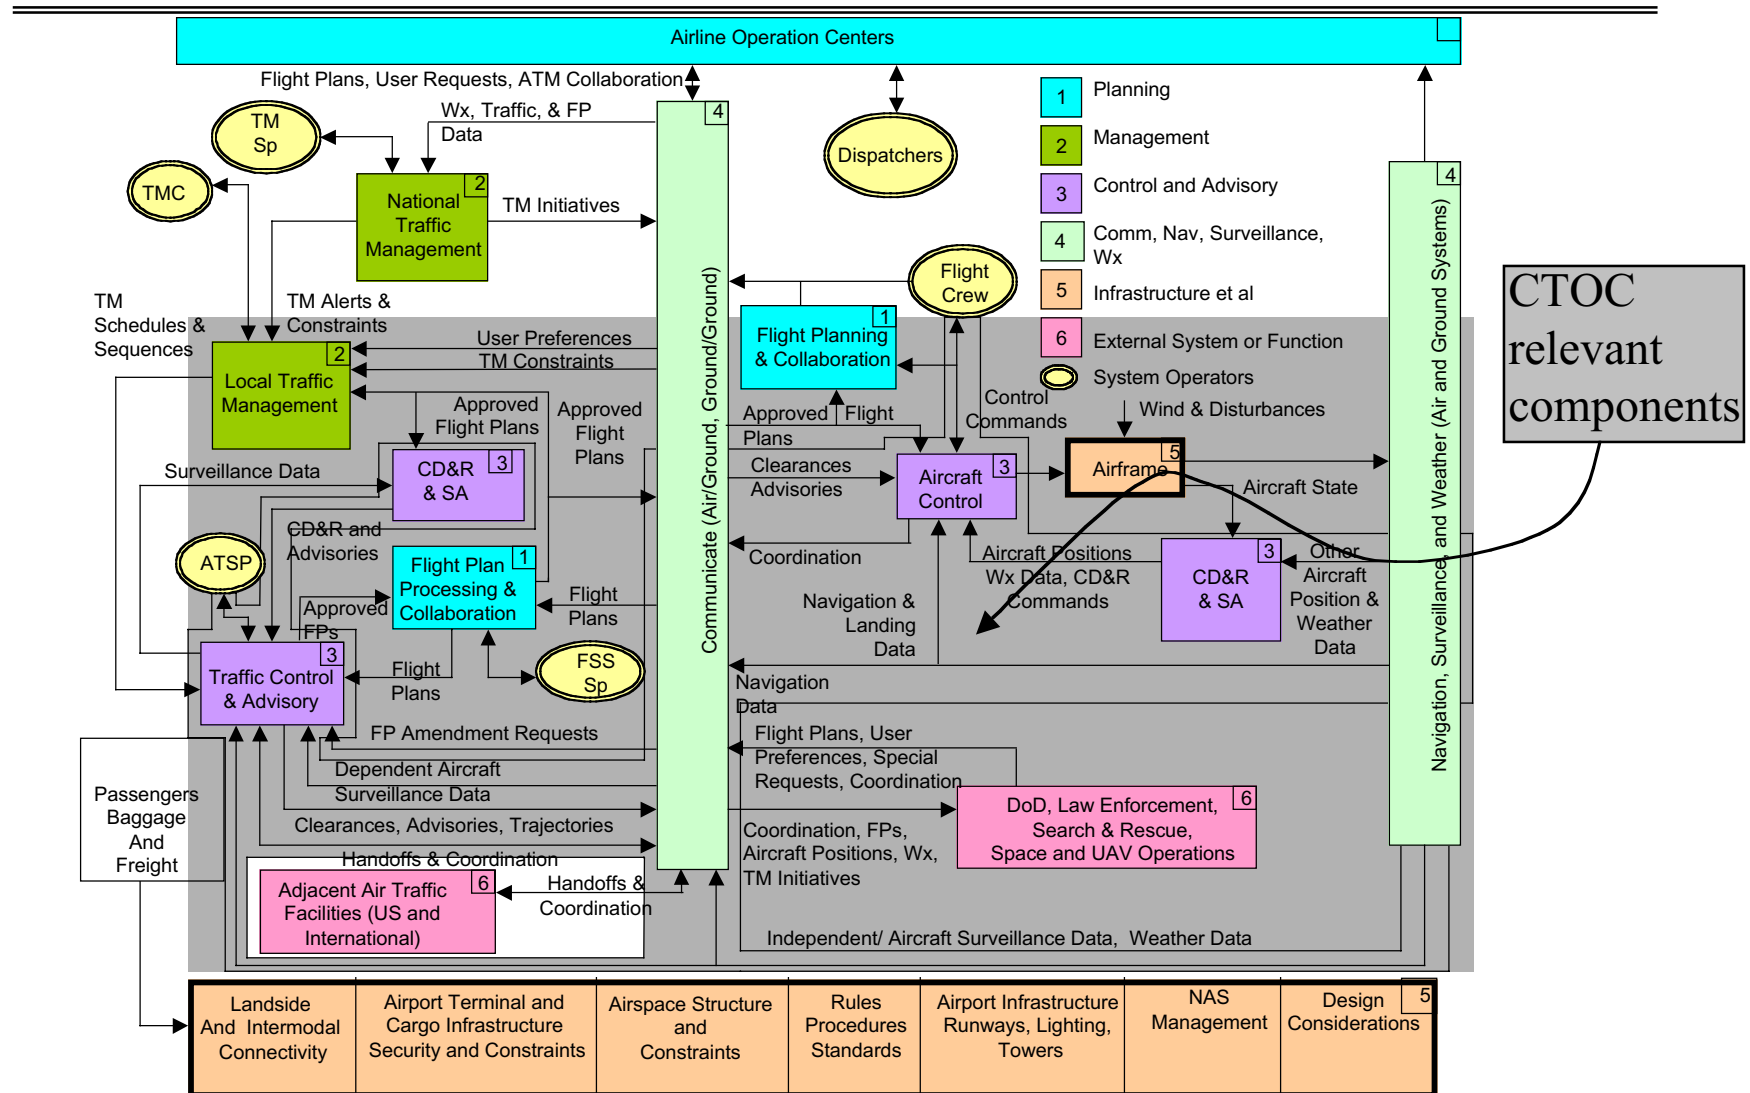 Airline Operation Centers
Flight Plans, User Requests, ATM Collaboration
TM
Sp
Wx, Traffic, & FP
Data
4
Dispatchers
1
Planning
2
Management
3
Control and Advisory
4
Comm, Nav, Surveillance,
Wx
5
Infrastructure et al
6
External System or Function
System Operators
TMC
2
National
Traffic
Management
TM Initiatives
4
Navigation, Surveillance, and Weather (Air and Ground Systems)
Communicate (Air/Ground, Ground/Ground)
Flight
Crew
CTOC
relevant
components
TM
Schedules &
Sequences
TM Alerts &
Constraints
User Preferences
TM Constraints
1
Flight Planning
& Collaboration
2
Local Traffic
Management
Approved
Flight Plans
Approved
Flight
Plans
Approved Flight
Plans
Control
Commands
Wind & Disturbances
Surveillance Data
3
CD&R
& SA
Clearances
Advisories
3
Aircraft
Control
5
Airframe
Aircraft State
CD&R and
Advisories
ATSP
1
Flight Plan
Processing &
Collaboration
Approved
FPs
Flight
Plans
Coordination
Aircraft Positions
Wx Data, CD&R
Commands
3
CD&R
& SA
Other
Aircraft
Position &
Weather
Data
Navigation &
Landing
Data
3
Traffic Control
& Advisory
Flight
Plans
FSS
Sp
Navigation
Data
FP Amendment Requests
Dependent Aircraft
Surveillance Data
Clearances, Advisories, Trajectories
Handoffs & Coordination
Flight Plans, User
Preferences, Special
Requests, Coordination
6
DoD, Law Enforcement,
Search & Rescue,
Space and UAV Operations
Coordination, FPs,
Aircraft Positions, Wx,
TM Initiatives
Passengers
Baggage
And
Freight
6
Adjacent Air Traffic
Facilities (US and
International)
Handoffs &
Coordination
Independent/ Aircraft Surveillance Data, Weather Data
Landside
And Intermodal
Connectivity
Airport Terminal and
Cargo Infrastructure
Security and Constraints
Airspace Structure
and
Constraints
Rules
Procedures
Standards
Airport Infrastructure
Runways, Lighting,
Towers
NAS
Management
Design
Considerations
5